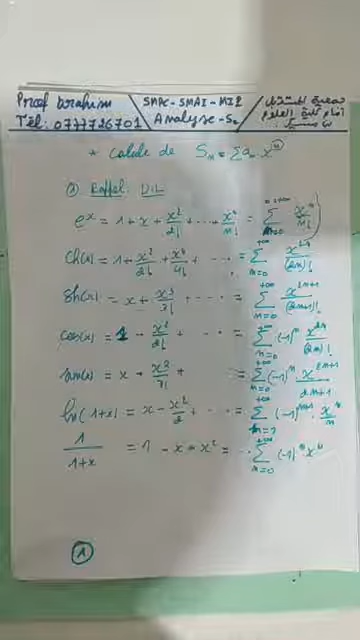 Prof Ibrahim
Tél: 0777726701
SMPC-SMAI-MIP
Analyse-S2
أمام كلية العلوم
* calcule de Sn = Σ an · x^n
① Rappel: DL
e^x = 1 + x + x²/2! + ... + x^n/n! = Σ_{n=0}^{+∞} x^n/n!
ch(x) = 1 + x²/2! + x⁴/4! + ... = Σ_{n=0}^{+∞} x^{2n}/(2n)!
sh(x) = x + x³/3! + ... = Σ_{n=0}^{+∞} x^{2n+1}/(2n+1)!
cos(x) = 1 - x²/2! + ... = Σ_{n=0}^{+∞} (-1)^n x^{2n}/(2n)!
x - x³/3! + = Σ_{n=0}^{+∞} (-1)^n · x^{2n+1}/2n+1
ln(1+x) = x - x²/2 + ... = Σ_{n=1}^{+∞} (-1)^{n+1} · x^n/n
1/1+x = 1 - x + x² - ... Σ_{n=0}^{+∞} (-1)^n · x^n
①